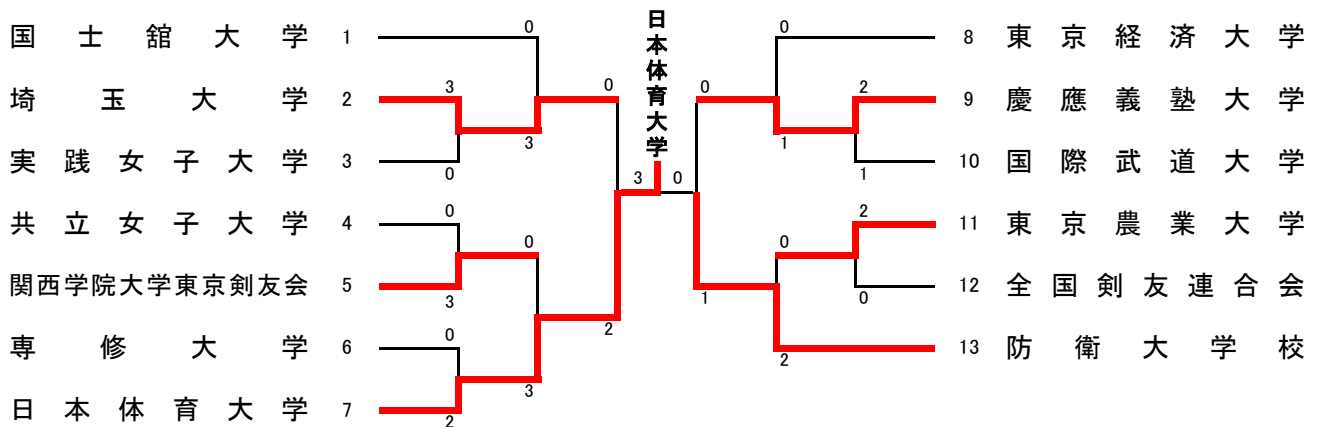 日本体育大学
国士舘大学 1
埼玉大学 2
実践女子大学 3
共立女子大学 4
関西学院大学東京剣友会 5
専修大学 6
日本体育大学 7
0
3
0
3
0
0
3
0
0
3
2
0
2
3
0
0
1
0
2
1
1
2
0
0
2
8 東京経済大学
9 慶應義塾大学
10 国際武道大学
11 東京農業大学
12 全国剣友連合会
13 防衛大学校